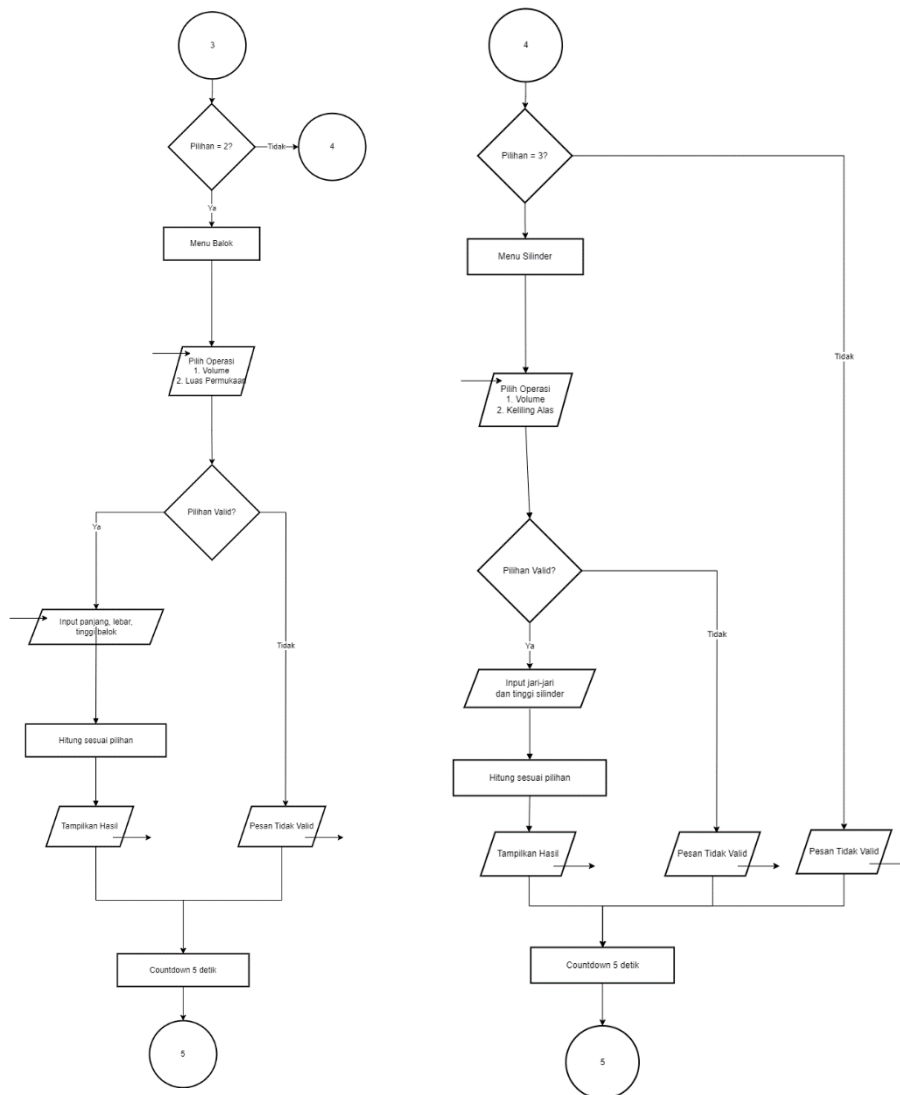 3
Pilihan = 2?
Tidak
4
Ya
Menu Balok
Pilih Operasi
1. Volume
2. Luas Permukaan
Pilihan Valid?
Ya
Input panjang, lebar,
tinggi balok
Tidak
Hitung sesuai pilihan
Tampilkan Hasil
Pesan Tidak Valid
Countdown 5 detik
5
4
Pilihan = 3?
Menu Silinder
Tidak
Pilih Operasi
1. Volume
2. Keliling Alas
Pilihan Valid?
Tidak
Ya
Input jari-jari
dan tinggi silinder
Hitung sesuai pilihan
Tampilkan Hasil
Pesan Tidak Valid
Pesan Tidak Valid
Countdown 5 detik
5